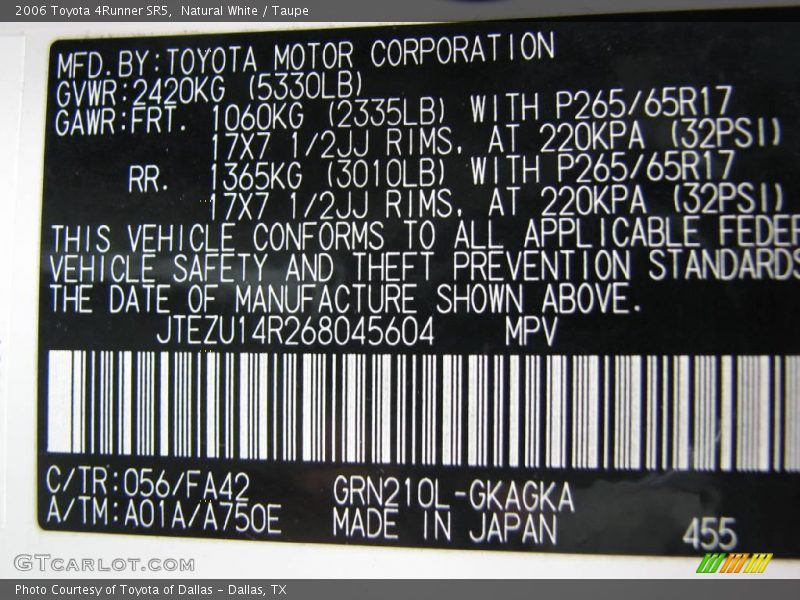 2006 Toyota 4Runner SR5, Natural White / Taupe
MFD.BY:TOYOTA MOTOR CORPORATION
GVWR:2420KG (5330LB)
GAWR:FRT. 1060KG (2335LB) WITH P265/65R17
17X7 1/2JJ RIMS, AT 220KPA (32PSI)
RR. 1365KG (3010LB) WITH P265/65R17
17X7 1/2JJ RIMS, AT 220KPA (32PSI)
THIS VEHICLE CONFORMS TO ALL APPLICABLE FEDER
VEHICLE SAFETY AND THEFT PREVENTION STANDARDS
THE DATE OF MANUFACTURE SHOWN ABOVE.
JTEZU14R268045604 MPV
C/TR:056/FA42 GRN210L-GKAGKA
A/TM:A01A/A750E MADE IN JAPAN 455
GTCARLOT.COM
Photo Courtesy of Toyota of Dallas - Dallas, TX